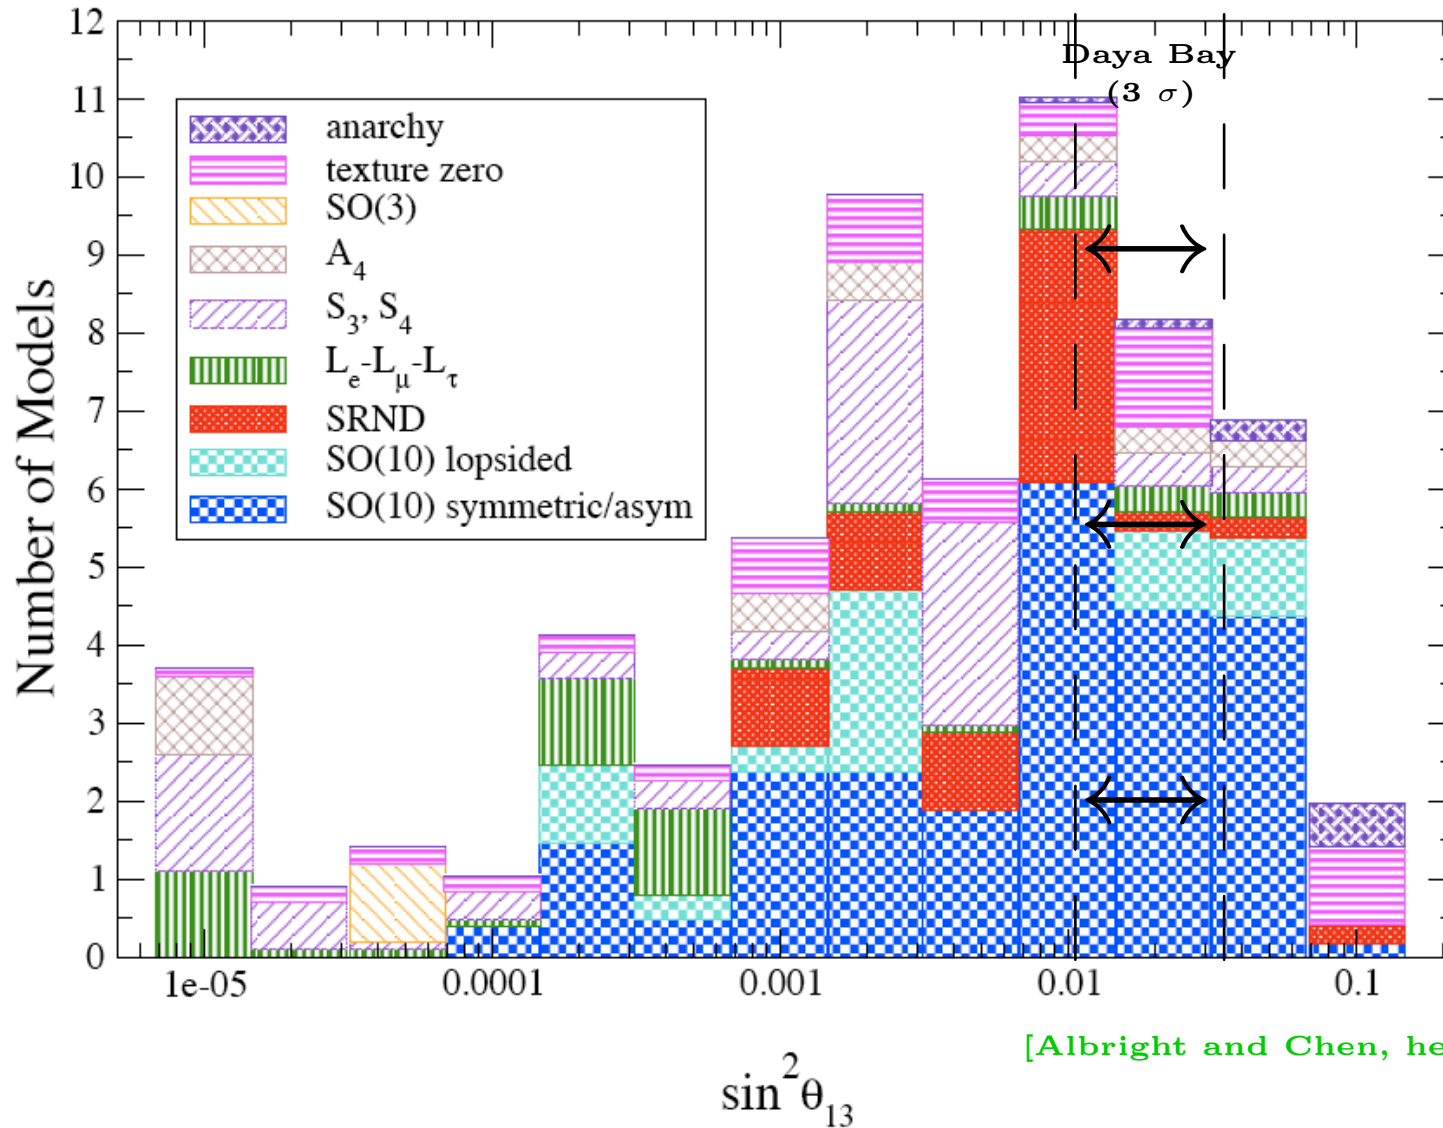 12
11
10
9
8
7
6
5
4
3
2
1
0
Number of Models
Daya Bay
(3 σ)
anarchy
texture zero
SO(3)
A₄
S₃, S₄
Lₑ-L_μ-L_τ
SRND
SO(10) lopsided
SO(10) symmetric/asym
1e-05 0.0001 0.001 0.01 0.1
sin²θ₁₃
[Albright and Chen, he